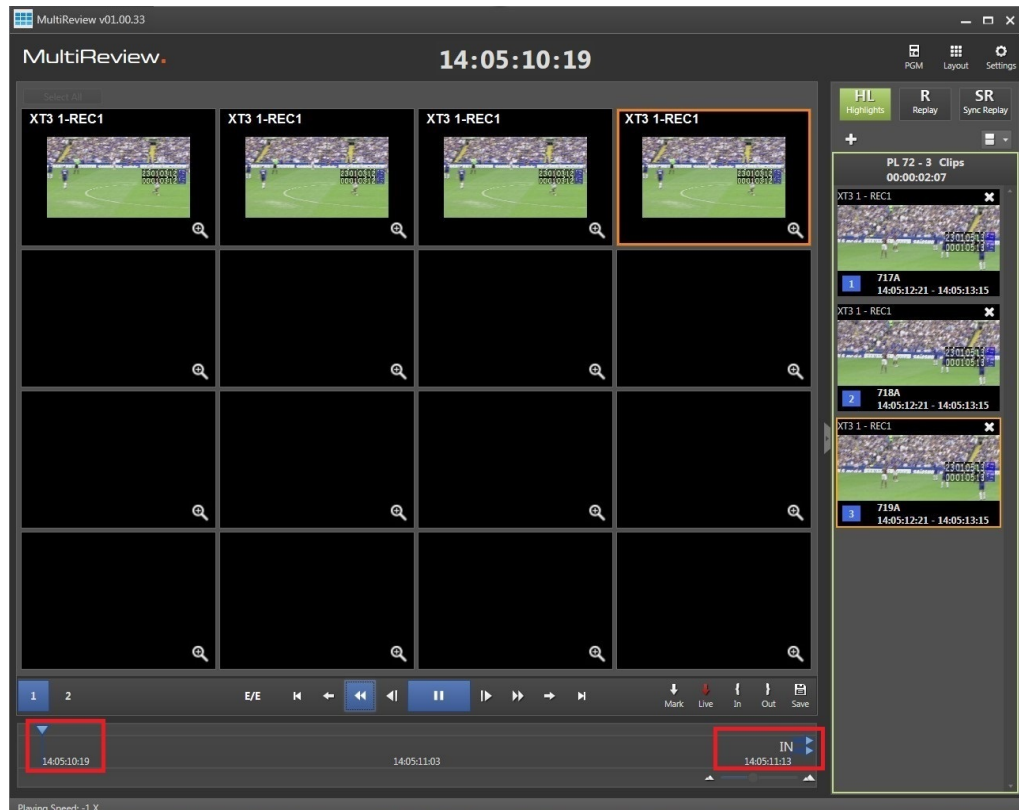 MultiReview v01.00.33
MultiReview.
14:05:10:19
PGM
Layout
Settings
Select All
XT3 1-REC1
XT3 1-REC1
XT3 1-REC1
XT3 1-REC1
HL
Highlights
R
Replay
SR
Sync Replay
PL 72 - 3 Clips
00:00:02:07
XT3 1 - REC1
1
717A
14:05:12:21 - 14:05:13:15
XT3 1 - REC1
2
718A
14:05:12:21 - 14:05:13:15
XT3 1 - REC1
3
719A
14:05:12:21 - 14:05:13:15
1
2
E/E
Mark
Live
In
Out
Save
IN
14:05:10:19
14:05:11:03
14:05:11:13
Playing Speed: -1 X